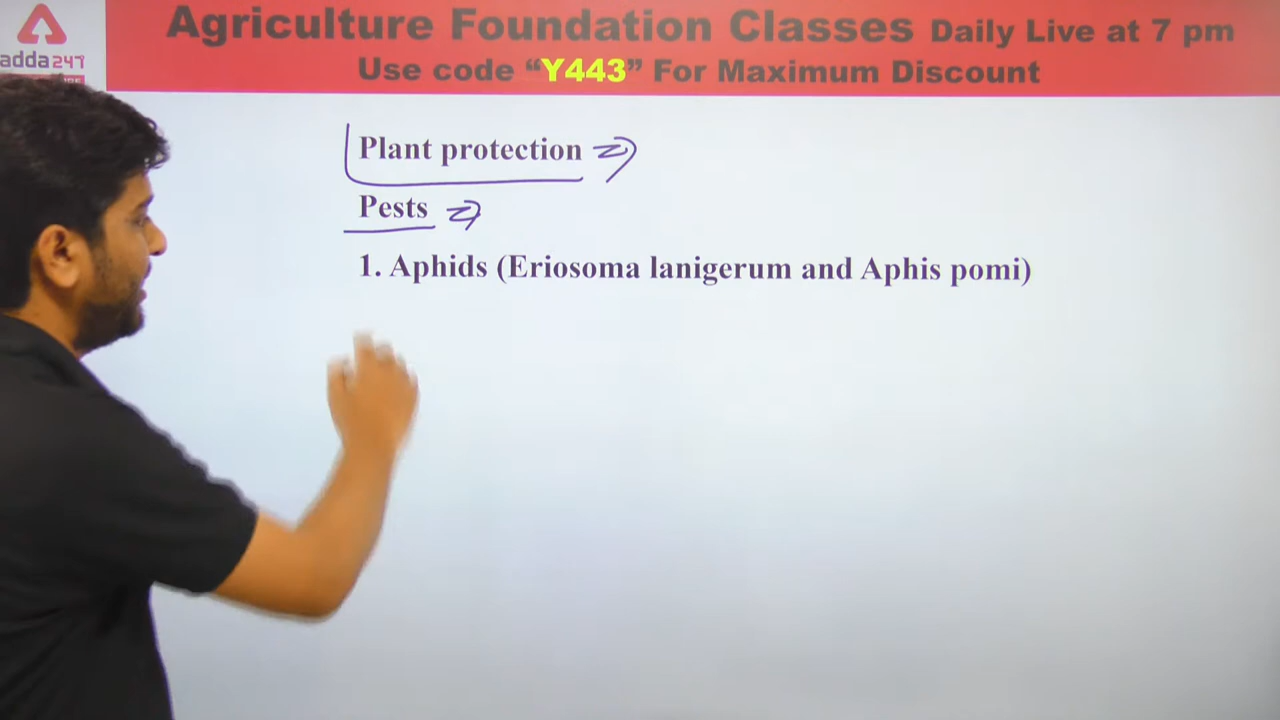 Agriculture Foundation Classes Daily Live at 7 pm
adda247
Use code “Y443” For Maximum Discount
Plant protection
Pests
1. Aphids (Eriosoma lanigerum and Aphis pomi)